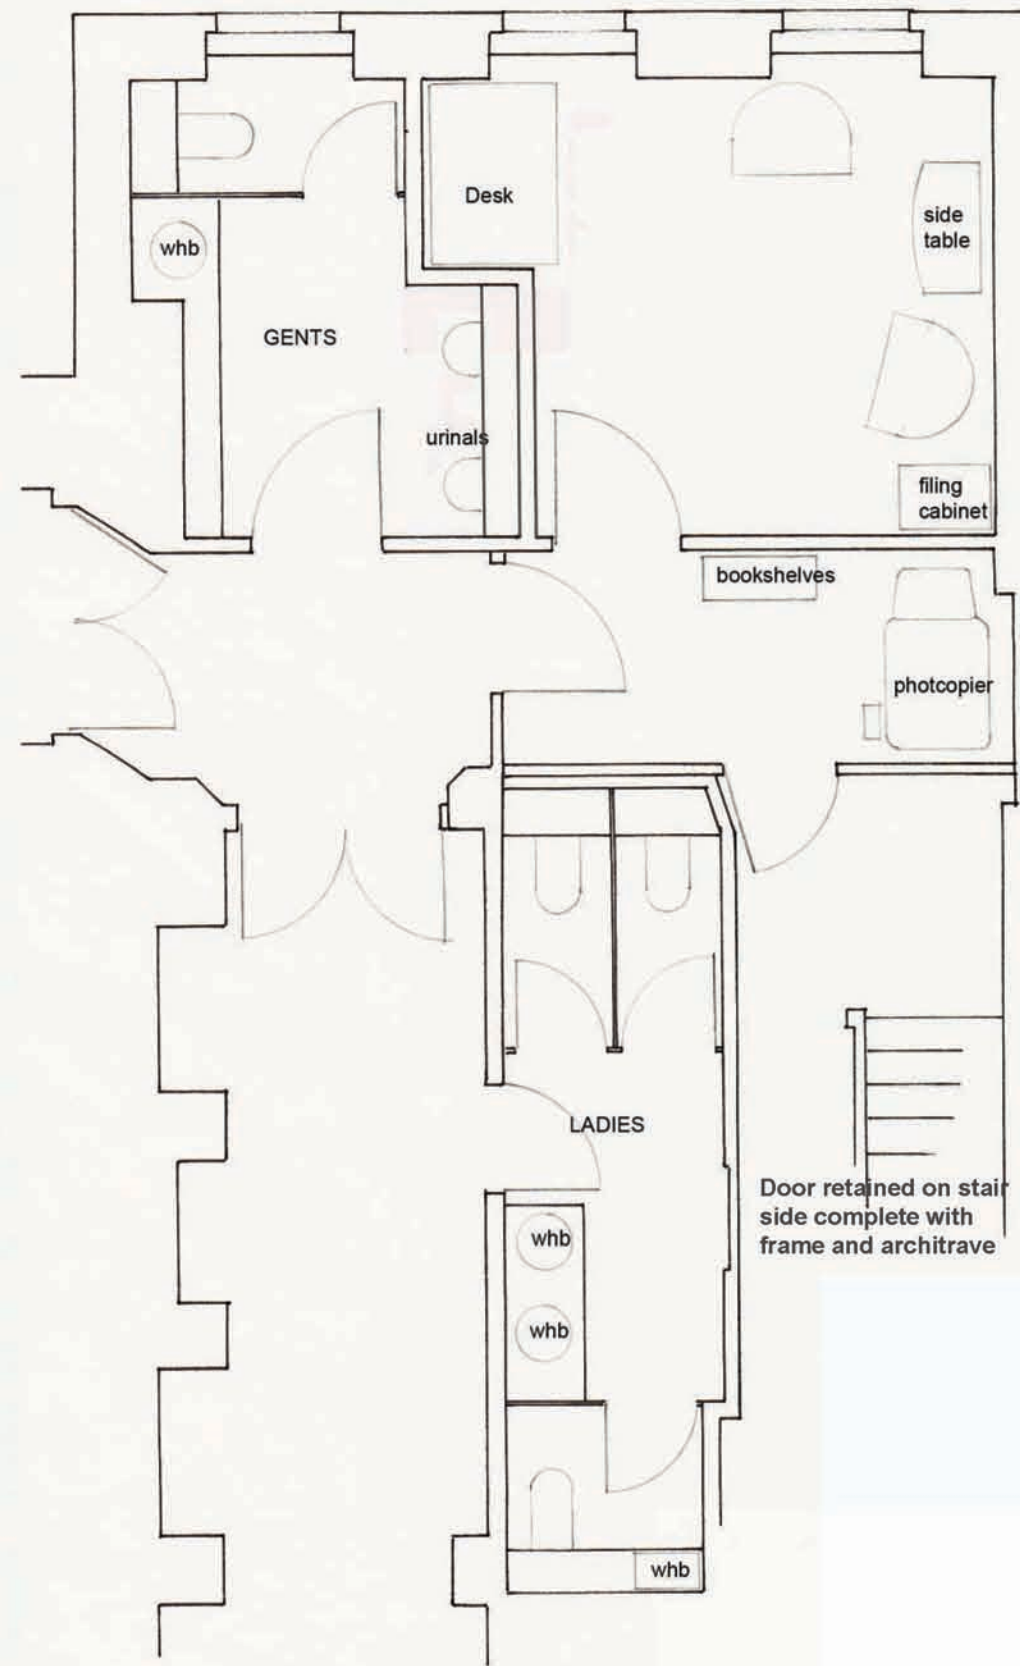 Desk
side
table
whb
GENTS
urinals
filing
cabinet
bookshelves
photcopier
LADIES
Door retained on stair
side complete with
frame and architrave
whb
whb
whb